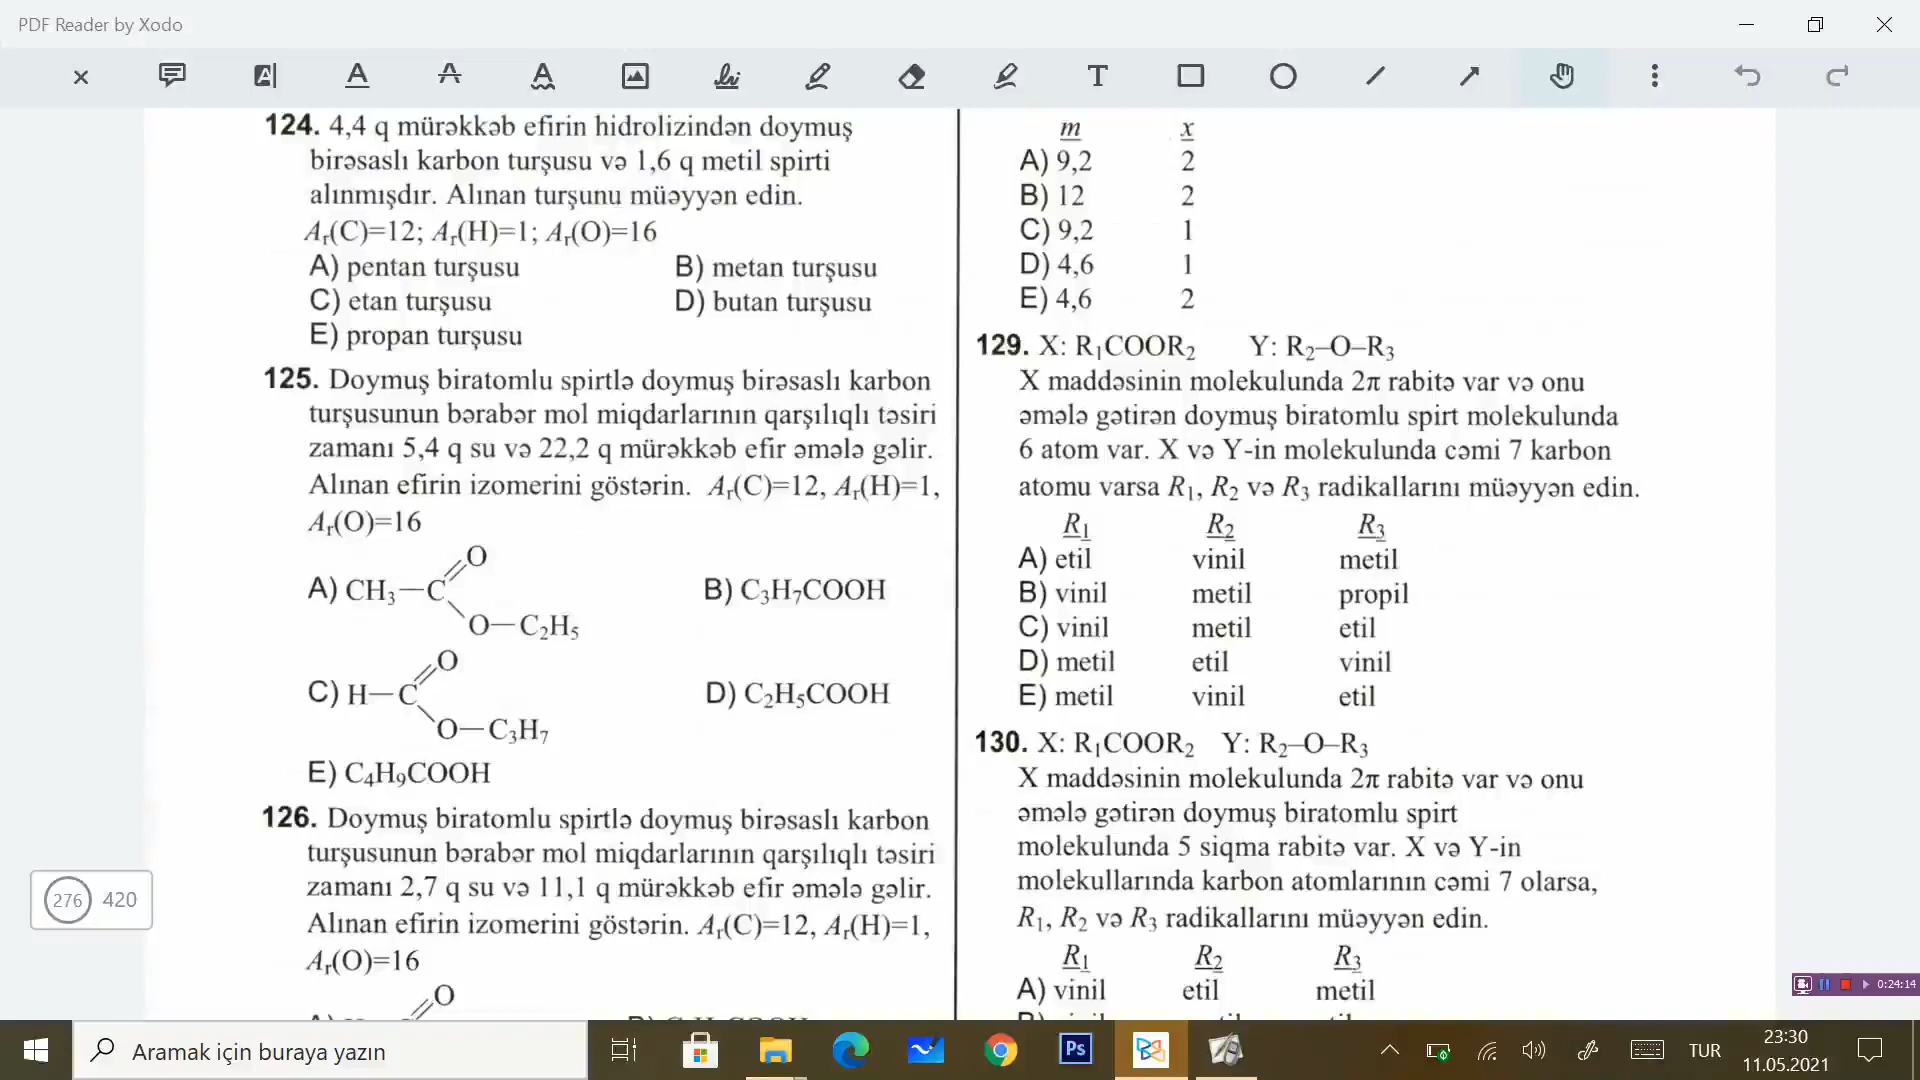 PDF Reader by Xodo
124. 4,4 q mürəkkəb efirin hidrolizindən doymuş
birəsaslı karbon turşusu və 1,6 q metil spirti
alınmışdır. Alınan turşunu müəyyən edin.
Aᵣ(C)=12; Aᵣ(H)=1; Aᵣ(O)=16
A) pentan turşusu B) metan turşusu
C) etan turşusu D) butan turşusu
E) propan turşusu
125. Doymuş biratomlu spirtlə doymuş birəsaslı karbon
turşusunun bərabər mol miqdarlarının qarşılıqlı təsiri
zamanı 5,4 q su və 22,2 q mürəkkəb efir əmələ gəlir.
Alınan efirin izomerini göstərin. Aᵣ(C)=12, Aᵣ(H)=1,
Aᵣ(O)=16
O
A) CH₃—C B) C₃H₇COOH
O—C₂H₅
O
C) H—C D) C₂H₅COOH
O—C₃H₇
E) C₄H₉COOH
126. Doymuş biratomlu spirtlə doymuş birəsaslı karbon
turşusunun bərabər mol miqdarlarının qarşılıqlı təsiri
zamanı 2,7 q su və 11,1 q mürəkkəb efir əmələ gəlir.
Alınan efirin izomerini göstərin. Aᵣ(C)=12, Aᵣ(H)=1,
Aᵣ(O)=16
O
m x
A) 9,2 2
B) 12 2
C) 9,2 1
D) 4,6 1
E) 4,6 2
129. X: R₁COOR₂ Y: R₂–O–R₃
X maddəsinin molekulunda 2π rabitə var və onu
əmələ gətirən doymuş biratomlu spirt molekulunda
6 atom var. X və Y-in molekulunda cəmi 7 karbon
atomu varsa R₁, R₂ və R₃ radikallarını müəyyən edin.
R₁ R₂ R₃
A) etil vinil metil
B) vinil metil propil
C) vinil metil etil
D) metil etil vinil
E) metil vinil etil
130. X: R₁COOR₂ Y: R₂–O–R₃
X maddəsinin molekulunda 2π rabitə var və onu
əmələ gətirən doymuş biratomlu spirt
molekulunda 5 siqma rabitə var. X və Y-in
molekullarında karbon atomlarının cəmi 7 olarsa,
R₁, R₂ və R₃ radikallarını müəyyən edin.
R₁ R₂ R₃
A) vinil etil metil
276 420
0:24:14
Aramak için buraya yazın
Ps
TUR
23:30
11.05.2021